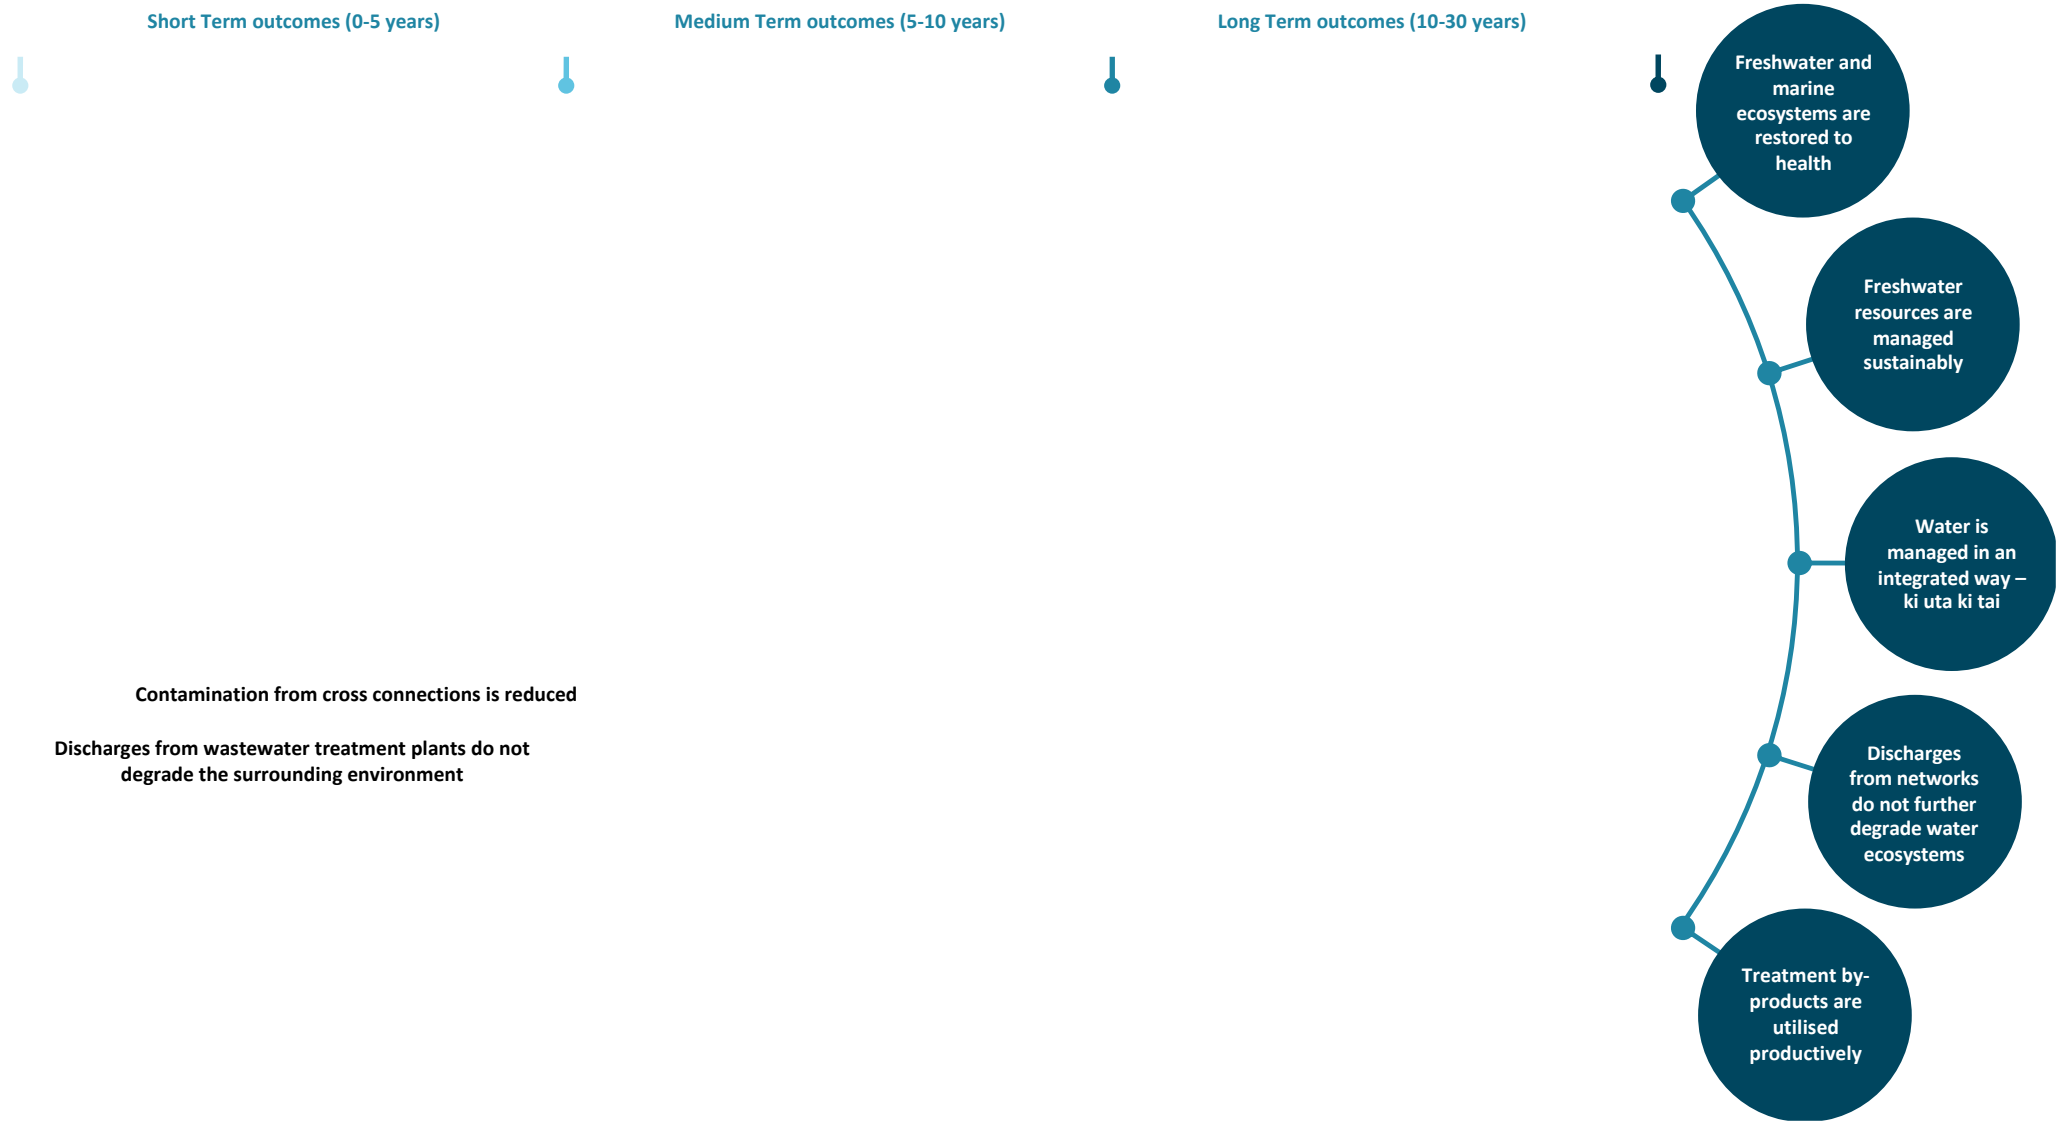 Short Term outcomes (0-5 years)
Medium Term outcomes (5-10 years)
Long Term outcomes (10-30 years)
Freshwater and
marine
ecosystems are
restored to
health
Freshwater
resources are
managed
sustainably
Water is
managed in an
integrated way –
ki uta ki tai
Contamination from cross connections is reduced
Discharges from wastewater treatment plants do not
degrade the surrounding environment
Discharges
from networks
do not further
degrade water
ecosystems
Treatment by-
products are
utilised
productively